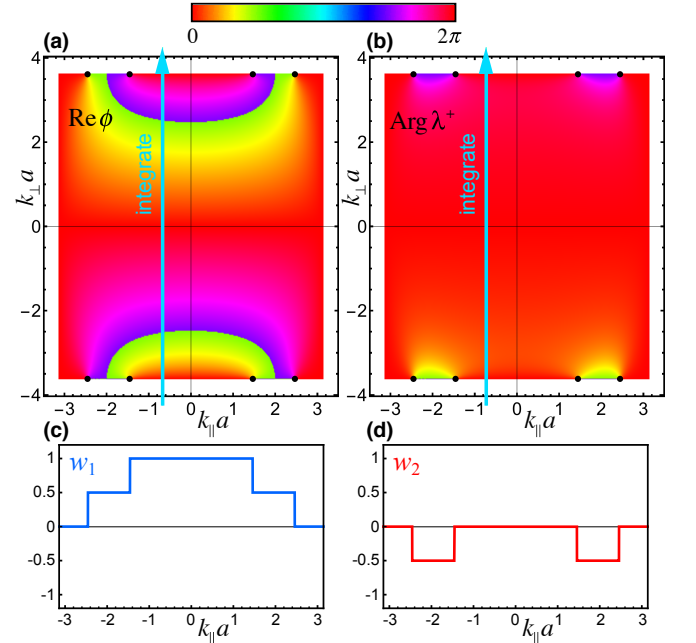 0 2π
(a) (b)
Re ϕ Arg λ⁺
integrate integrate
k⊥a k⊥a
4 2 0 −2 −4
4 2 0 −2 −4
-3 -2 -1 0 1 2 3
-3 -2 -1 0 1 2 3
k∥a k∥a
(c) (d)
w₁ w₂
1 0.5 0 -0.5 -1
1 0.5 0 -0.5 -1
-3 -2 -1 0 1 2 3
-3 -2 -1 0 1 2 3
k∥a k∥a